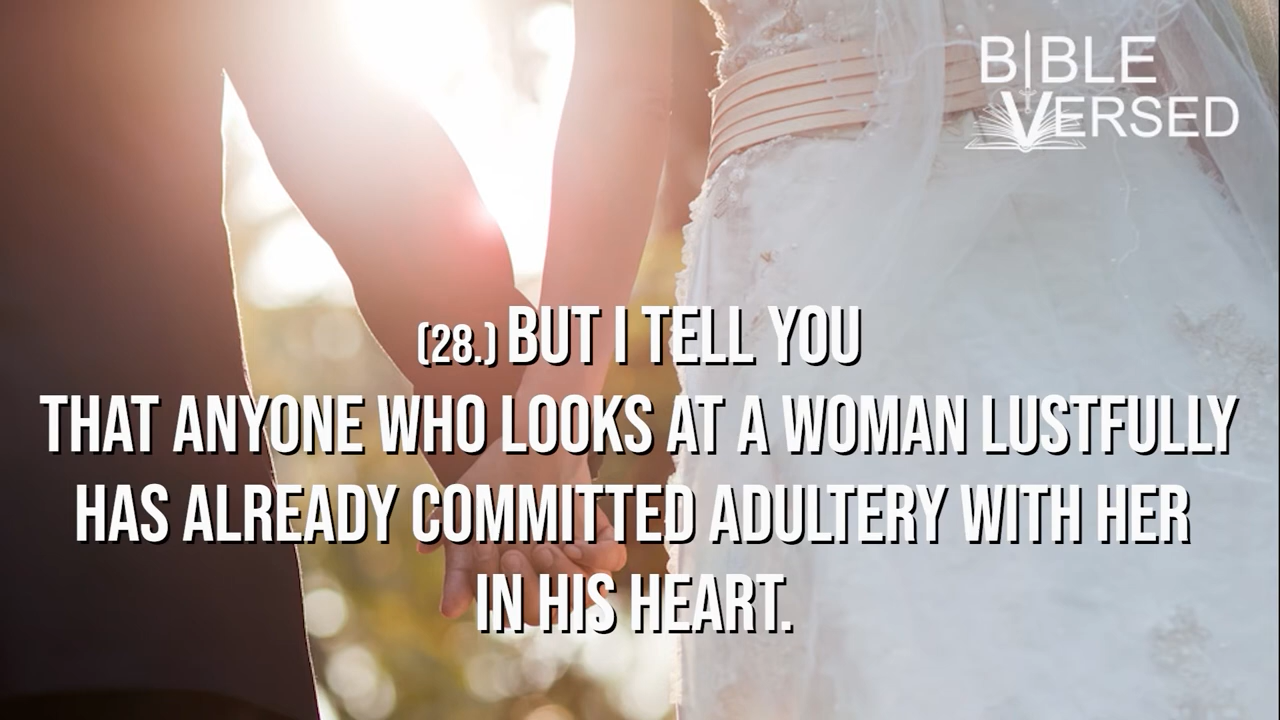 BIBLE
VERSED
(28.) BUT I TELL YOU
THAT ANYONE WHO LOOKS AT A WOMAN LUSTFULLY
HAS ALREADY COMMITTED ADULTERY WITH HER
IN HIS HEART.